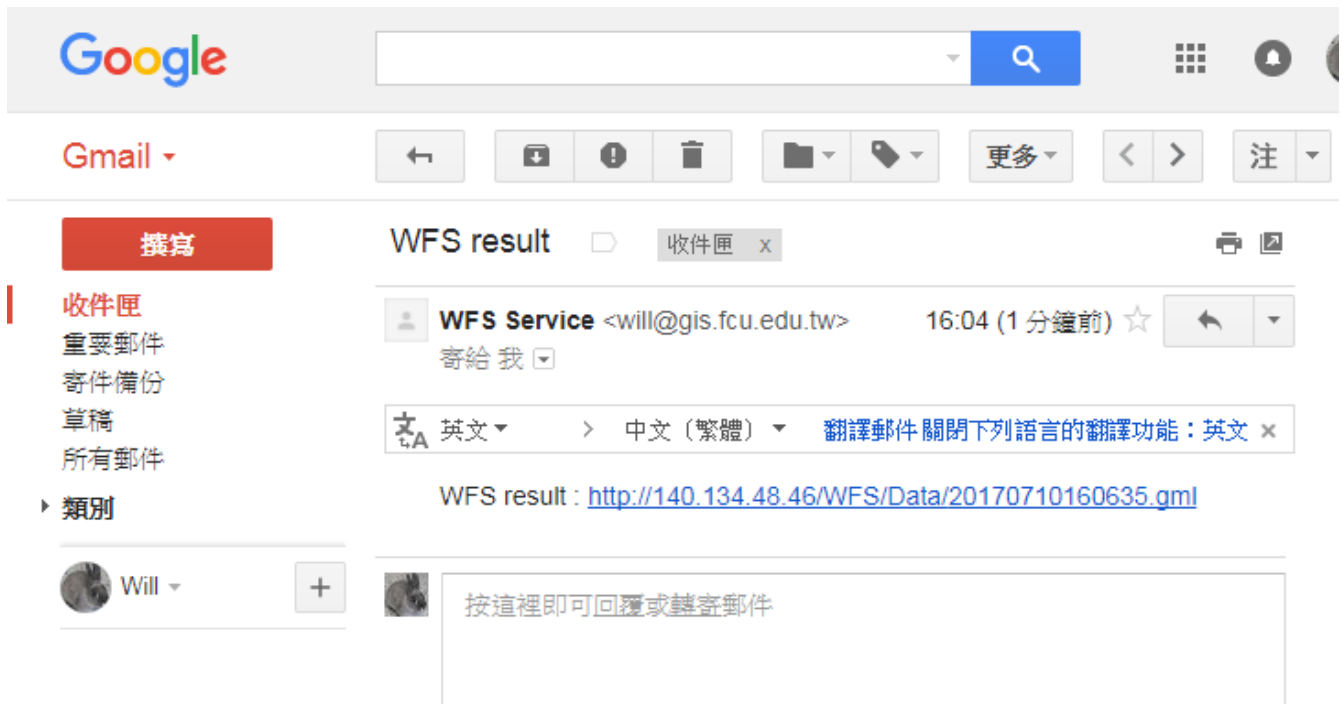 Google
Gmail
更多
注
撰寫
WFS result
收件匣 x
收件匣
重要郵件
寄件備份
草稿
所有郵件
類別
Will
+
WFS Service <will@gis.fcu.edu.tw>
16:04 (1 分鐘前)
寄給 我
英文 > 中文（繁體） 翻譯郵件 關閉下列語言的翻譯功能：英文 ×
WFS result : http://140.134.48.46/WFS/Data/20170710160635.gml
按這裡即可回覆或轉寄郵件